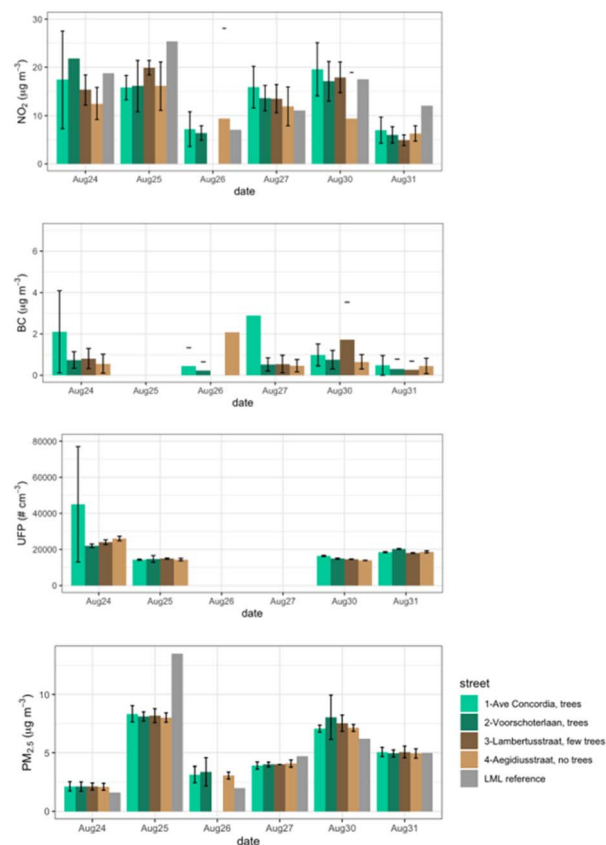 30
20
10
0
NO₂ (µg m⁻³)
Aug24 Aug25 Aug26 Aug27 Aug30 Aug31
date
6
4
2
0
BC (µg m⁻³)
Aug24 Aug25 Aug26 Aug27 Aug30 Aug31
date
80000
60000
40000
20000
0
UFP (# cm⁻³)
Aug24 Aug25 Aug26 Aug27 Aug30 Aug31
date
10
5
0
PM₂.₅ (µg m⁻³)
Aug24 Aug25 Aug26 Aug27 Aug30 Aug31
date
street
1-Ave Concordia, trees
2-Voorschoterlaan, trees
3-Lambertusstraat, few trees
4-Aegidiusstraat, no trees
LML reference